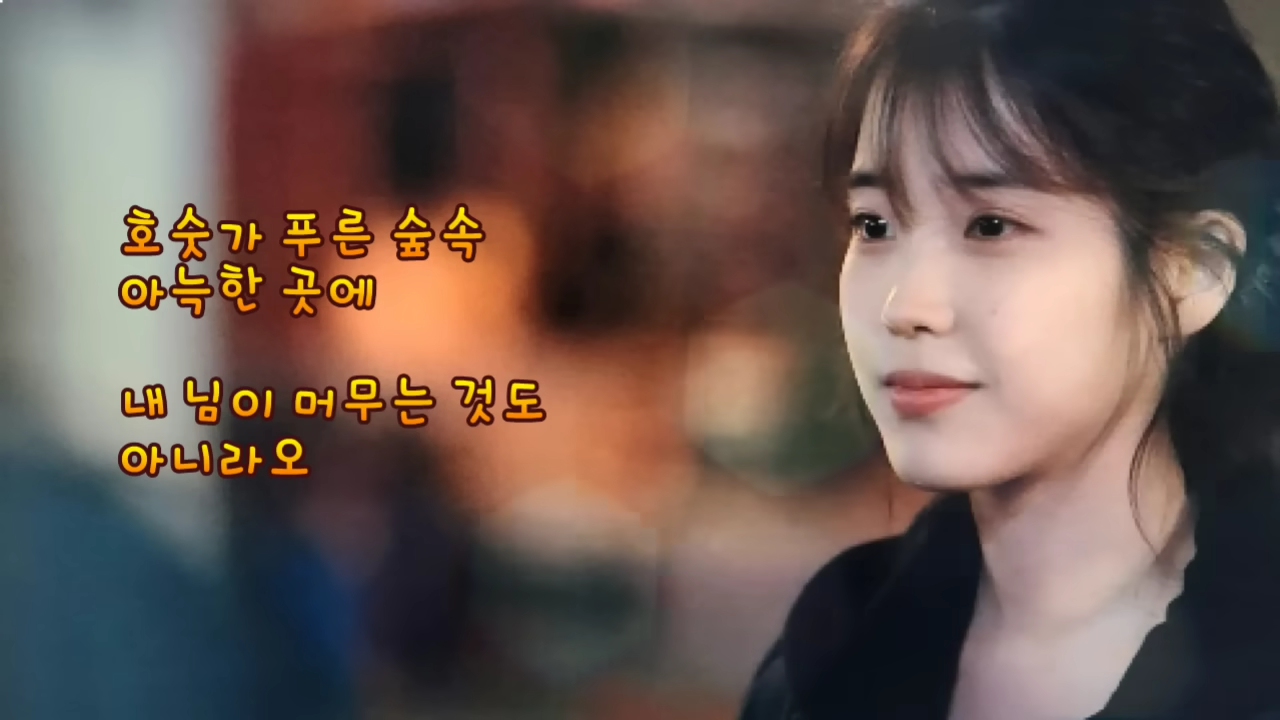 호숫가 푸른 숲속
아늑한 곳에
내 님이 머무는 것도
아니라오